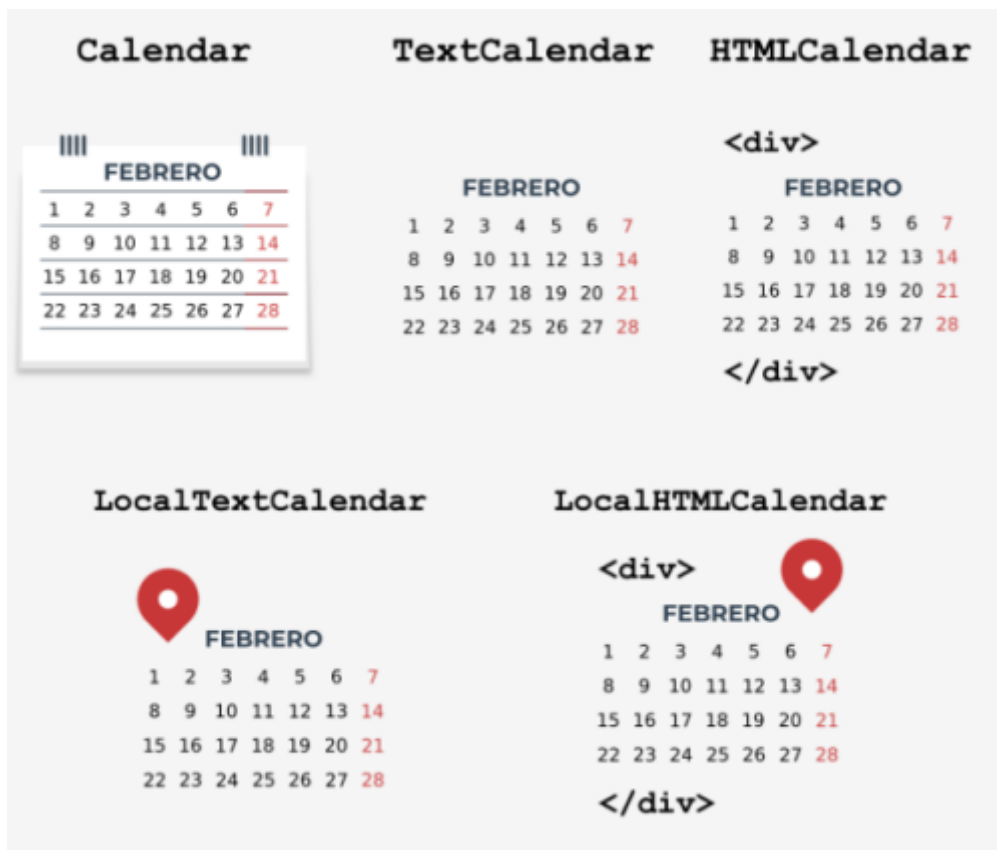 Calendar
FEBRERO
1 2 3 4 5 6 7
8 9 10 11 12 13 14
15 16 17 18 19 20 21
22 23 24 25 26 27 28
TextCalendar
FEBRERO
1 2 3 4 5 6 7
8 9 10 11 12 13 14
15 16 17 18 19 20 21
22 23 24 25 26 27 28
HTMLCalendar
<div>
FEBRERO
1 2 3 4 5 6 7
8 9 10 11 12 13 14
15 16 17 18 19 20 21
22 23 24 25 26 27 28
</div>
LocalTextCalendar
FEBRERO
1 2 3 4 5 6 7
8 9 10 11 12 13 14
15 16 17 18 19 20 21
22 23 24 25 26 27 28
LocalHTMLCalendar
<div>
FEBRERO
1 2 3 4 5 6 7
8 9 10 11 12 13 14
15 16 17 18 19 20 21
22 23 24 25 26 27 28
</div>